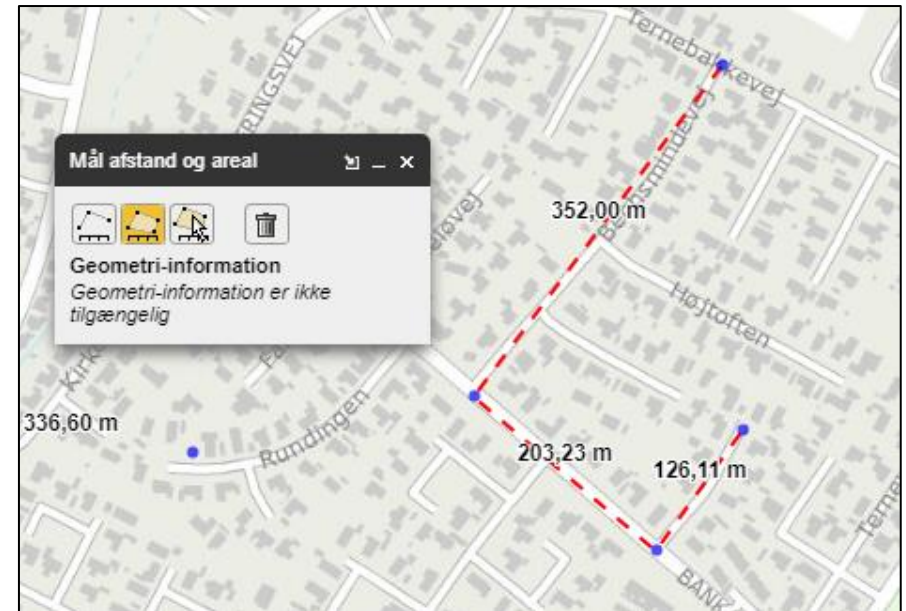 Ternebakkevej
Mål afstand og areal
Geometri-information
Geometri-information er ikke
tilgængelig
352,00 m
Højtoften
336,60 m
Rundingen
203,23 m
126,11 m